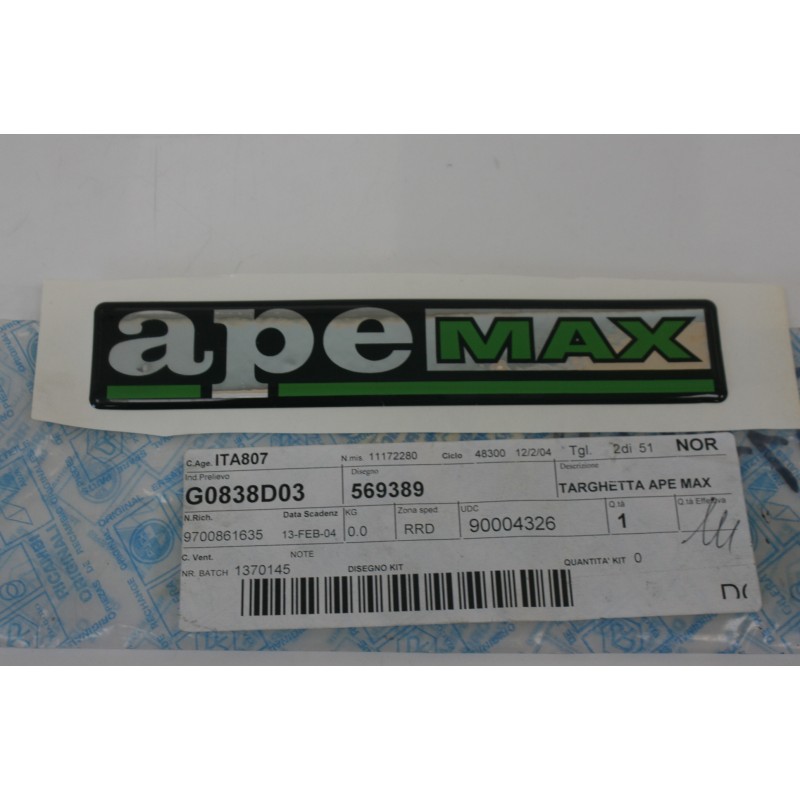 ape MAX
C.Age. ITA807 N.mis 11172280 Ciclo 48300 12/2/04 Tgl. 2di 51 NOR
Ind.Prelievo Disegno Descrizione
G0838D03 569389 TARGHETTA APE MAX
N.Rich. Data Scadenz KG Zona sped UDC Q.tà Q.tà Effettiva
9700861635 13-FEB-04 0.0 RRD 90004326 1
C. Vent. NOTE
NR BATCH 1370145 DISEGNO KIT QUANTITA' KIT 0
RICAMBI
ORIGINALI